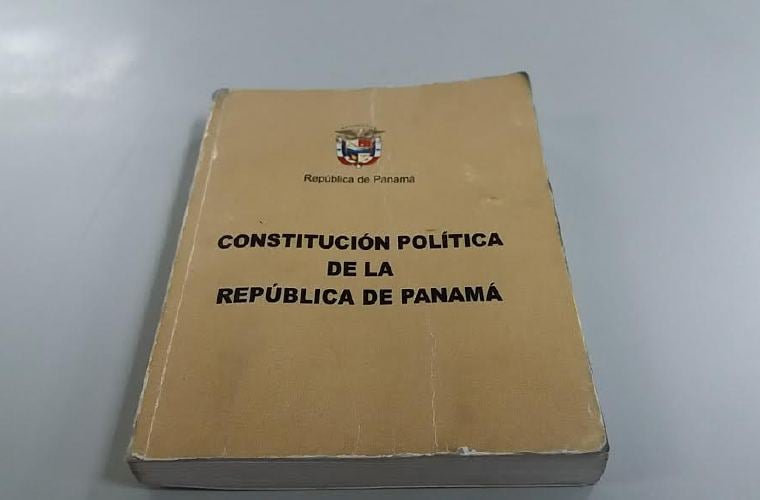 República de Panamá
CONSTITUCIÓN POLÍTICA
DE LA
REPÚBLICA DE PANAMÁ